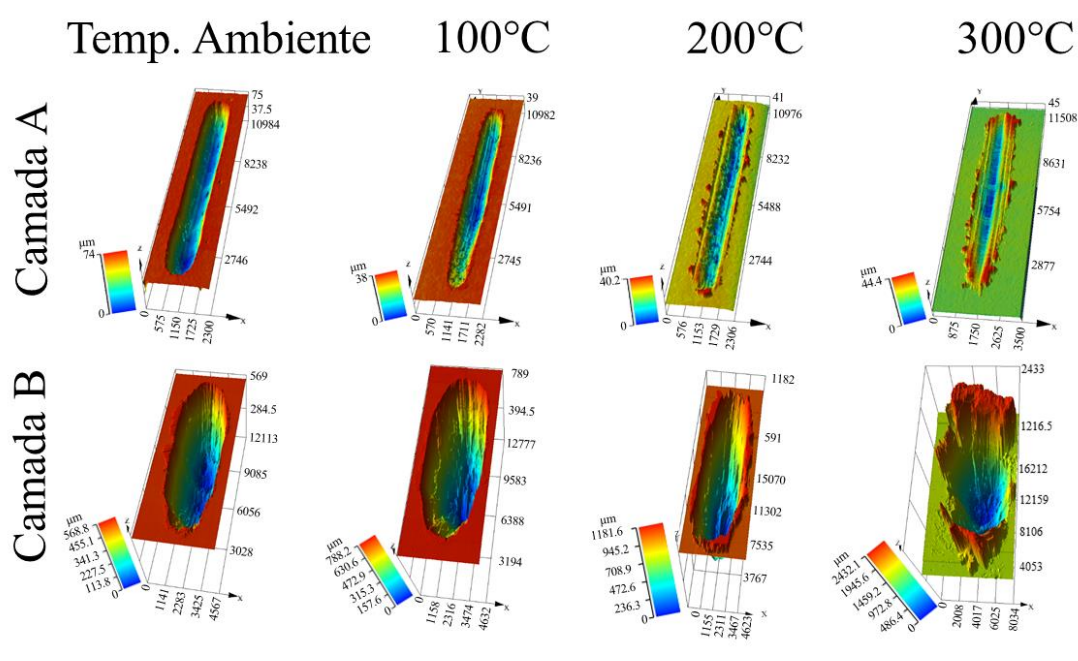 Temp. Ambiente 100°C 200°C 300°C
Camada A
75
37.5
10984
8238
5492
2746
µm
74
0
z
0 575 1150 1725 2300 x
39
Y
10982
8236
5491
2745
µm
38
0
z
0 570 1141 1711 2282 x
41
Y
10976
8232
5488
2744
µm
40.2
0
z
0 576 1153 1729 2306 x
45
Y
11508
8631
5754
2877
µm
44.4
0
z
0 875 1750 2625 3500 x
Camada B
569
284.5
12113
9085
6056
3028
µm
568.8
455.1
341.3
227.5
113.8
0
z
0 1141 2283 3425 4567 x
789
394.5
12777
9583
6388
3194
µm
788.2
630.6
472.9
315.3
157.6
0
z
0 1158 2316 3474 4632 x
1182
591
15070
11302
7535
3767
µm
1181.6
945.2
708.9
472.6
236.3
0
z
0 1155 2311 3467 4623 x
2433
1216.5
16212
12159
8106
4053
µm
2432.1
1945.6
1459.2
972.8
486.4
0
z
0 2008 4017 6025 8034 x